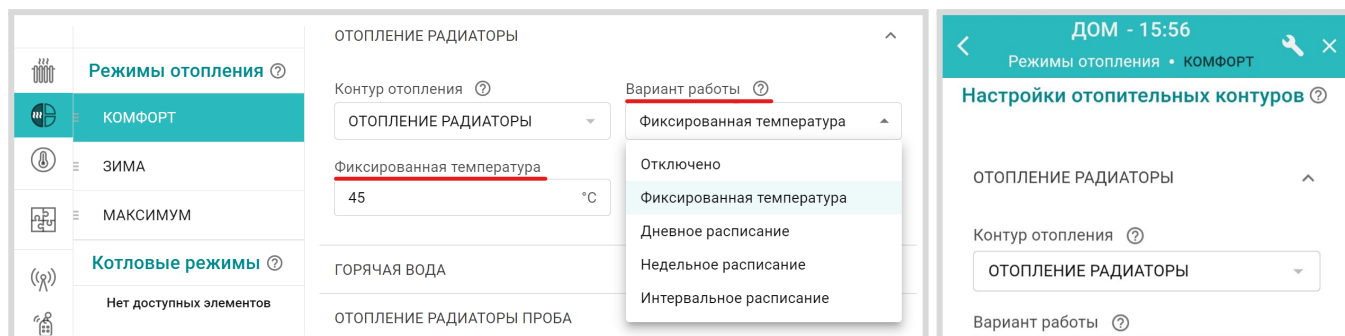 ОТОПЛЕНИЕ РАДИАТОРЫ
Режимы отопления
КОМФОРТ
ЗИМА
МАКСИМУМ
Котловые режимы
Нет доступных элементов
Контур отопления
ОТОПЛЕНИЕ РАДИАТОРЫ
Вариант работы
Фиксированная температура
Фиксированная температура
45 °C
Отключено
Фиксированная температура
Дневное расписание
Недельное расписание
Интервальное расписание
ГОРЯЧАЯ ВОДА
ОТОПЛЕНИЕ РАДИАТОРЫ ПРОБА
ДОМ - 15:56
Режимы отопления • КОМФОРТ
Настройки отопительных контуров
ОТОПЛЕНИЕ РАДИАТОРЫ
Контур отопления
ОТОПЛЕНИЕ РАДИАТОРЫ
Вариант работы